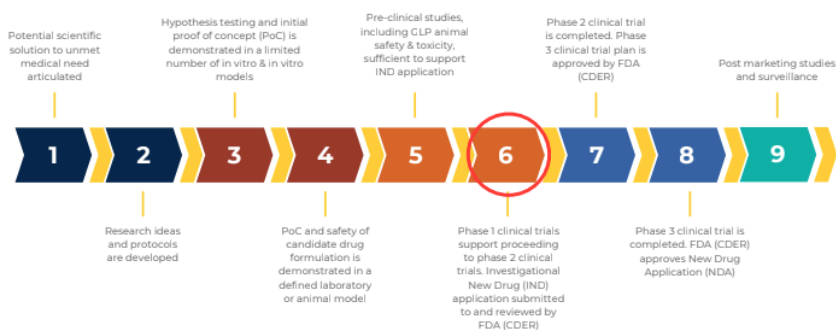 Potential scientific
solution to unmet
medical need
articulated
Hypothesis testing and initial
proof of concept (PoC) is
demonstrated in a limited
number of in vitro & in vitro
models
Pre-clinical studies,
including GLP animal
safety & toxicity,
sufficient to support
IND application
Phase 2 clinical trial
is completed. Phase
3 clinical trial plan is
approved by FDA
(CDER)
Post marketing studies
and surveillance
1
2
3
4
5
6
7
8
9
Research ideas
and protocols
are developed
PoC and safety of
candidate drug
formulation is
demonstrated in a
defined laboratory
or animal model
Phase 1 clinical trials
support proceeding
to phase 2 clinical
trials. Investigational
New Drug (IND)
application submitted
to and reviewed by
FDA (CDER)
Phase 3 clinical trial is
completed. FDA (CDER)
approves New Drug
Application (NDA)